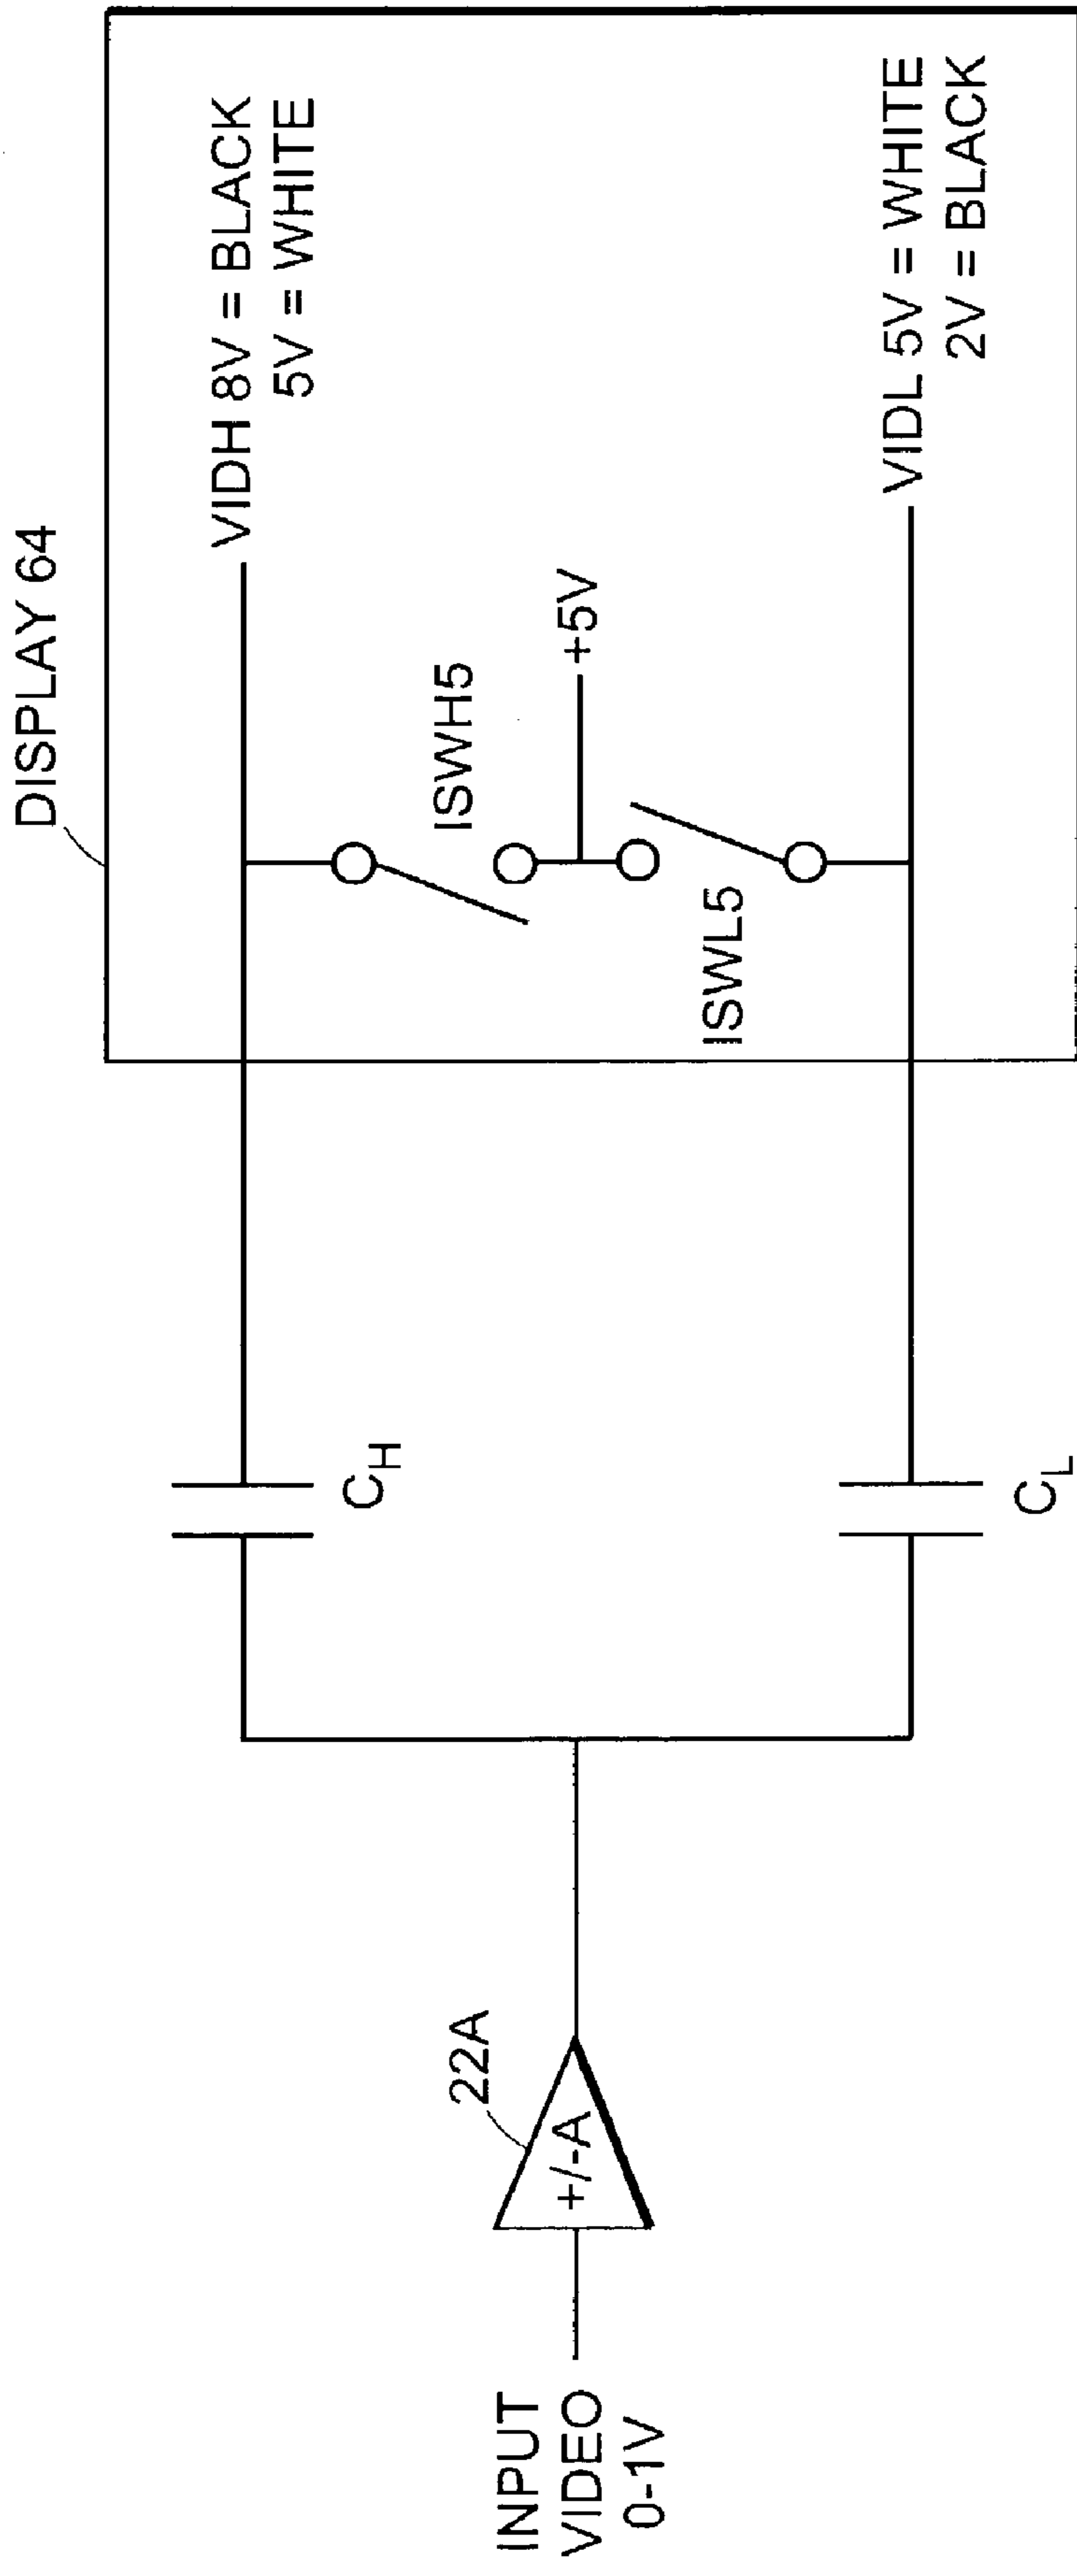 DISPLAY 64
VIDH 8V = BLACK
5V = WHITE
ISWH5
+5V
ISWL5
VIDL 5V = WHITE
2V = BLACK
C_H
C_L
22A
+/-A
INPUT
VIDEO
0-1V